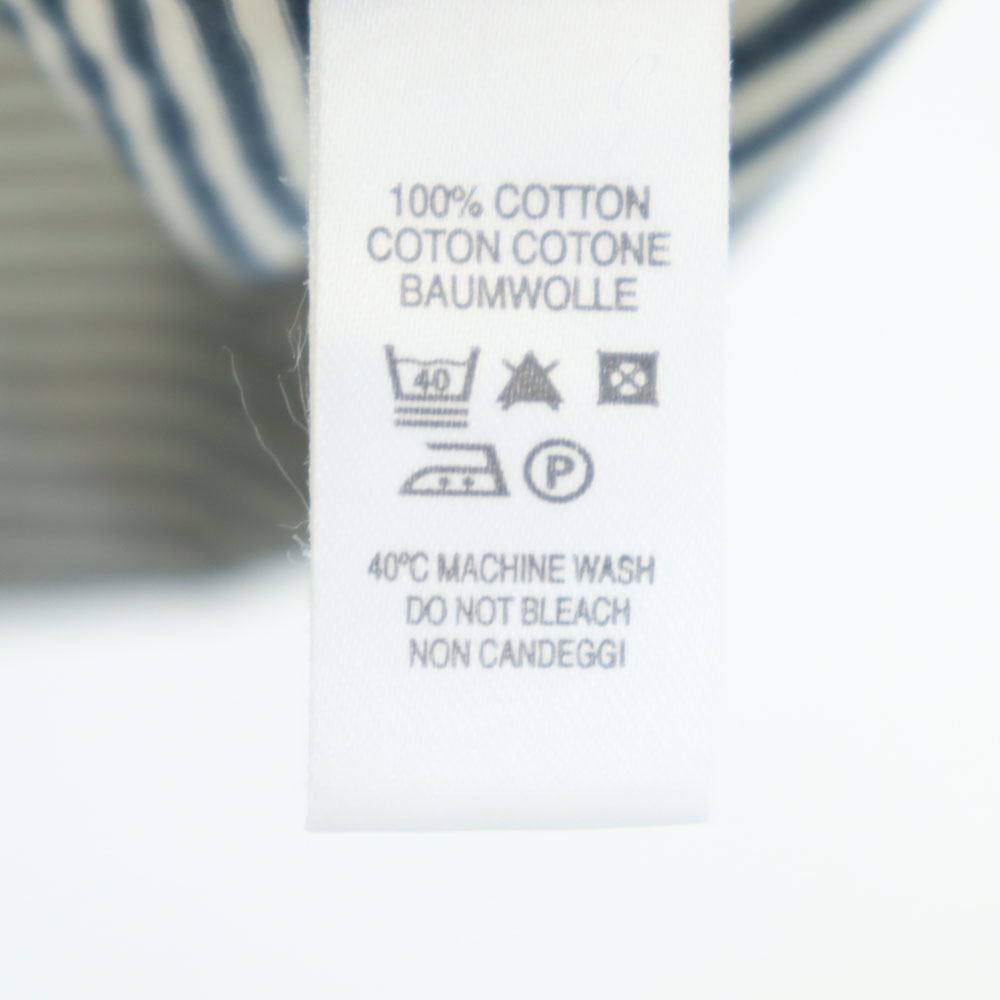 100% COTTON
COTON COTONE
BAUMWOLLE
40
P
40°C MACHINE WASH
DO NOT BLEACH
NON CANDEGGI